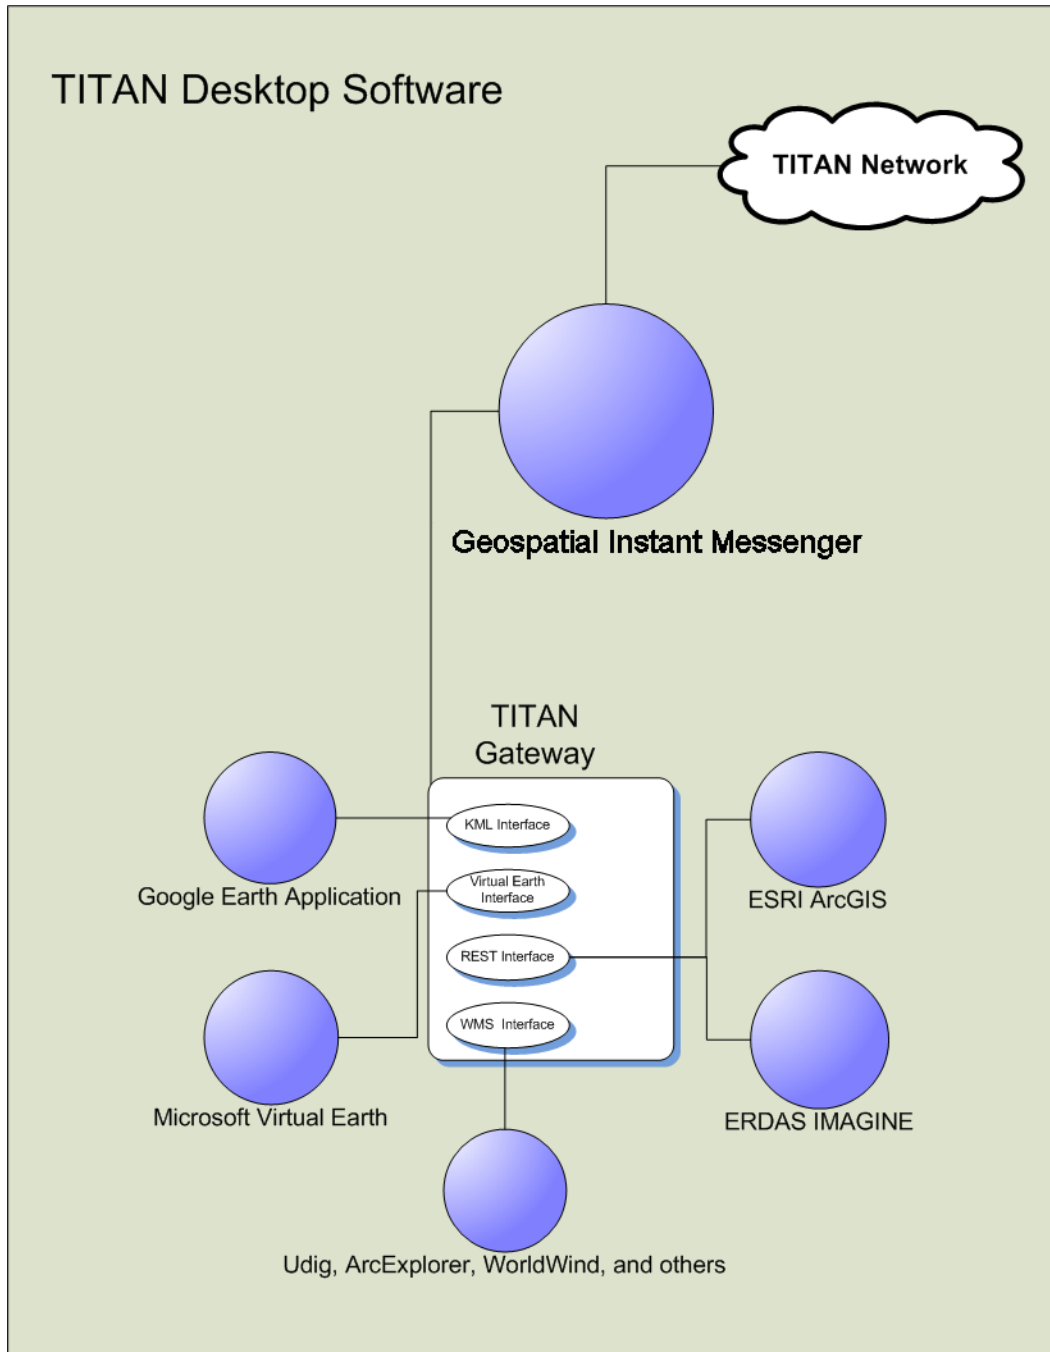 TITAN Desktop Software
TITAN Network
Geospatial Instant Messenger
TITAN
Gateway
KML Interface
Google Earth Application
Virtual Earth
Interface
ESRI ArcGIS
REST Interface
WMS Interface
Microsoft Virtual Earth
ERDAS IMAGINE
Udig, ArcExplorer, WorldWind, and others